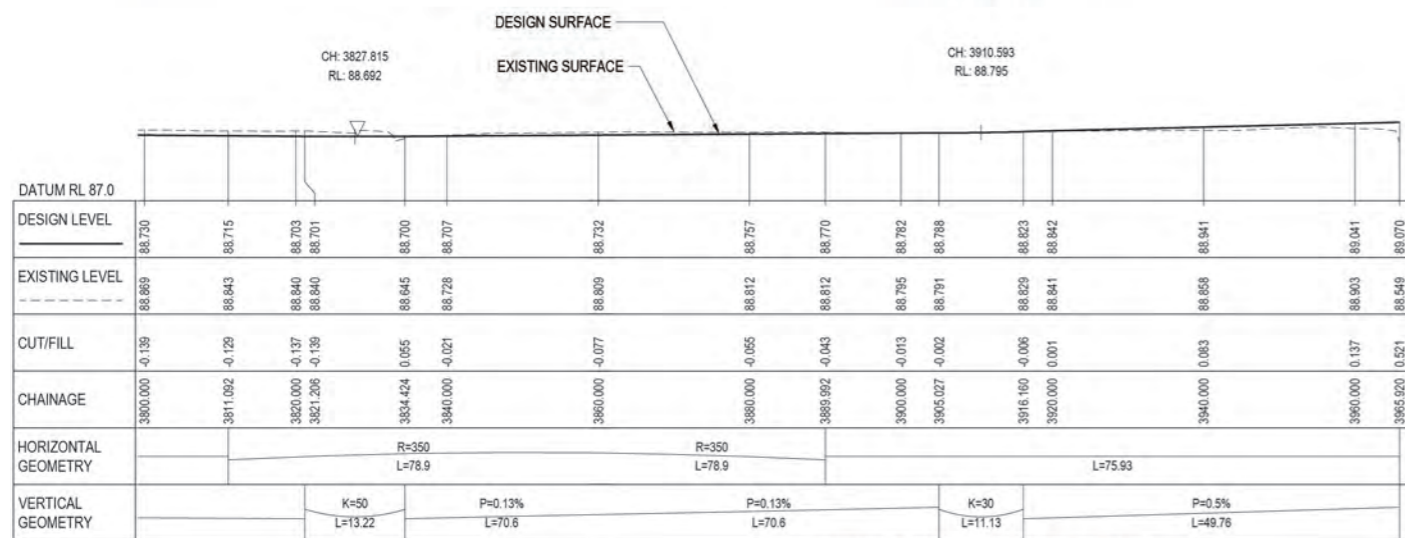 DESIGN SURFACE
EXISTING SURFACE
CH: 3827.815
RL: 88.692
CH: 3910.593
RL: 88.795
DATUM RL 87.0
DESIGN LEVEL
88.730 88.715 88.703 88.701 88.700 88.707 88.732 88.757 88.770 88.782 88.788 88.823 88.842 88.941 89.041 89.070
EXISTING LEVEL
88.869 88.843 88.840 88.840 88.645 88.728 88.809 88.812 88.812 88.795 88.791 88.829 88.841 88.858 88.903 88.549
CUT/FILL
-0.139 -0.129 -0.137 -0.139 0.055 -0.021 -0.077 -0.055 -0.043 -0.013 -0.002 -0.006 0.001 0.083 0.137 0.521
CHAINAGE
3800.000 3811.092 3820.000 3821.206 3834.424 3840.000 3860.000 3880.000 3889.992 3900.000 3905.027 3916.160 3920.000 3940.000 3960.000 3965.920
HORIZONTAL
GEOMETRY
R=350 R=350
L=78.9 L=78.9 L=75.93
VERTICAL
GEOMETRY
K=50 P=0.13% P=0.13% K=30 P=0.5%
L=13.22 L=70.6 L=70.6 L=11.13 L=49.76